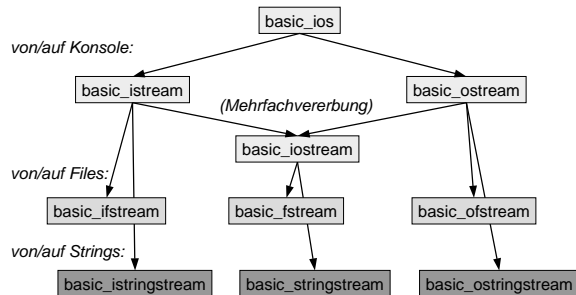 basic_ios
von/auf Konsole:
basic_istream
basic_ostream
(Mehrfachvererbung)
basic_iostream
von/auf Files:
basic_ifstream
basic_fstream
basic_ofstream
von/auf Strings:
basic_istringstream
basic_stringstream
basic_ostringstream